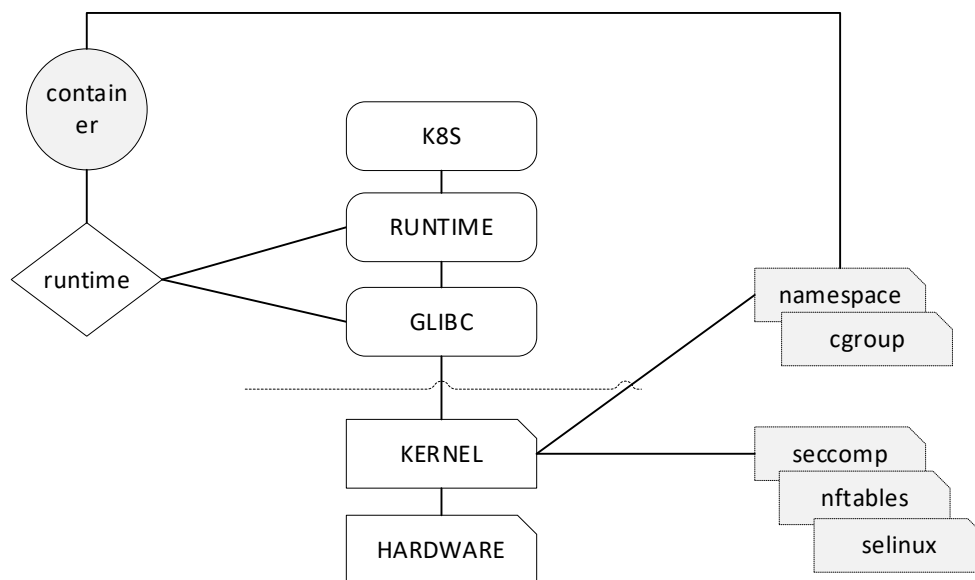 contain
er
K8S
RUNTIME
runtime
GLIBC
namespace
cgroup
KERNEL
seccomp
nftables
selinux
HARDWARE